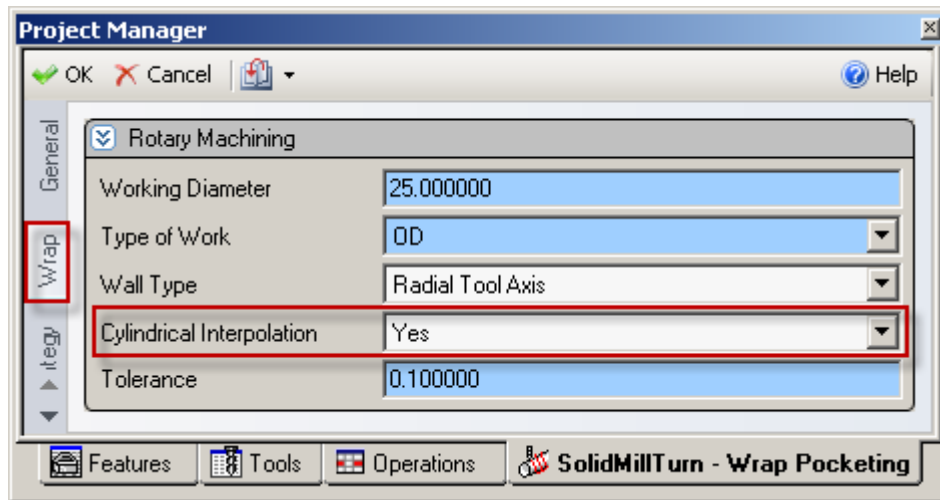 Project Manager
OK Cancel Help
General
Wrap
Rotary Machining
Working Diameter 25.000000
Type of Work OD
Wall Type Radial Tool Axis
Cylindrical Interpolation Yes
Tolerance 0.100000
Features Tools Operations SolidMillTurn - Wrap Pocketing